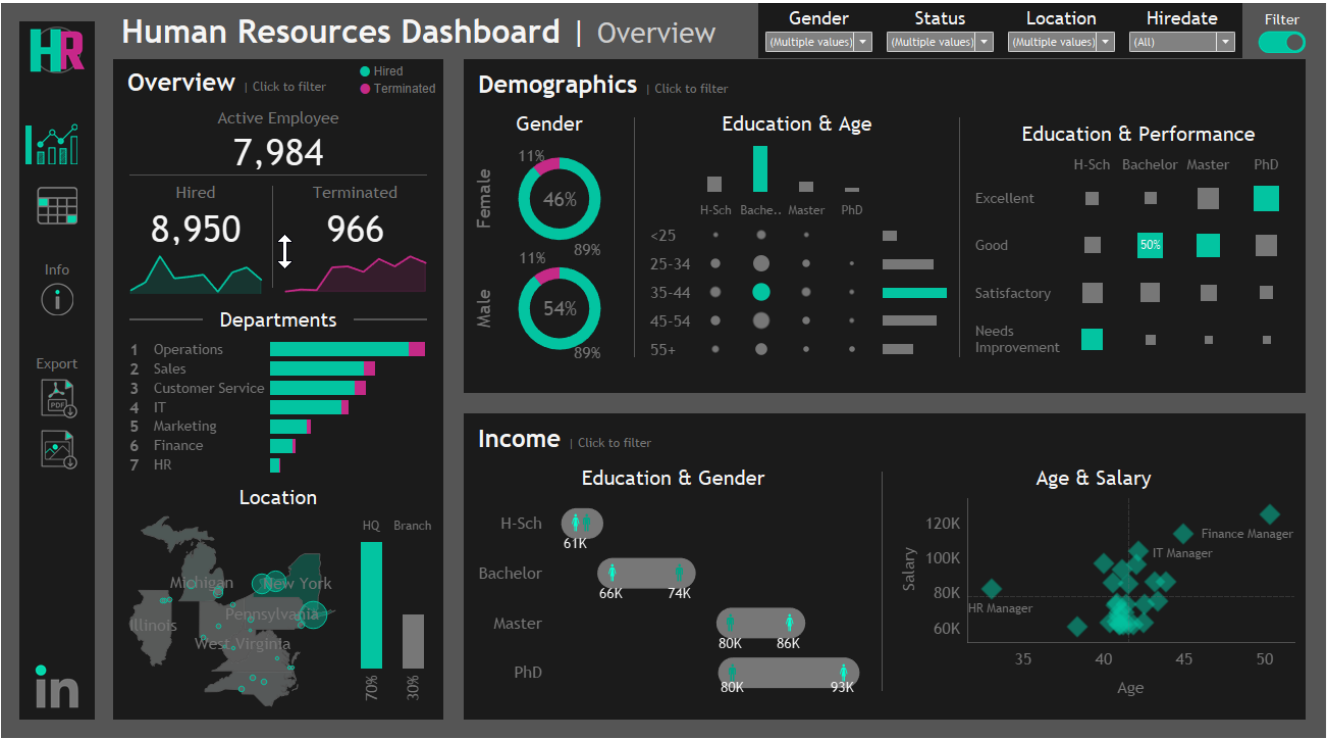 HR
Human Resources Dashboard | Overview
Gender
(Multiple values)
Status
(Multiple values)
Location
(Multiple values)
Hiredate
(All)
Filter
Info
i
Export
PDF
in
Overview | Click to filter
Hired
Terminated
Active Employee
7,984
Hired
8,950
Terminated
966
Departments
1 Operations
2 Sales
3 Customer Service
4 IT
5 Marketing
6 Finance
7 HR
Location
Michigan
New York
Pennsylvania
Illinois
West Virginia
HQ Branch
70% 30%
Demographics | Click to filter
Gender
Female
11%
46%
89%
Male
11%
54%
89%
Education & Age
H-Sch Bache.. Master PhD
<25
25-34
35-44
45-54
55+
Education & Performance
H-Sch Bachelor Master PhD
Excellent
Good 50%
Satisfactory
Needs
Improvement
Income | Click to filter
Education & Gender
H-Sch
61K
Bachelor
66K 74K
Master
80K 86K
PhD
80K 93K
Age & Salary
Salary
120K
100K
80K
60K
Finance Manager
IT Manager
HR Manager
35 40 45 50
Age